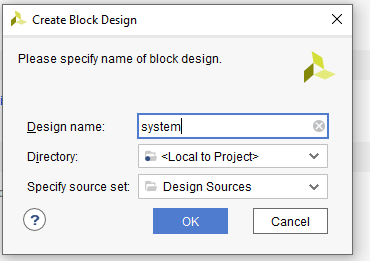 Create Block Design
Please specify name of block design.
Design name: system
Directory: <Local to Project>
Specify source set: Design Sources
? OK Cancel